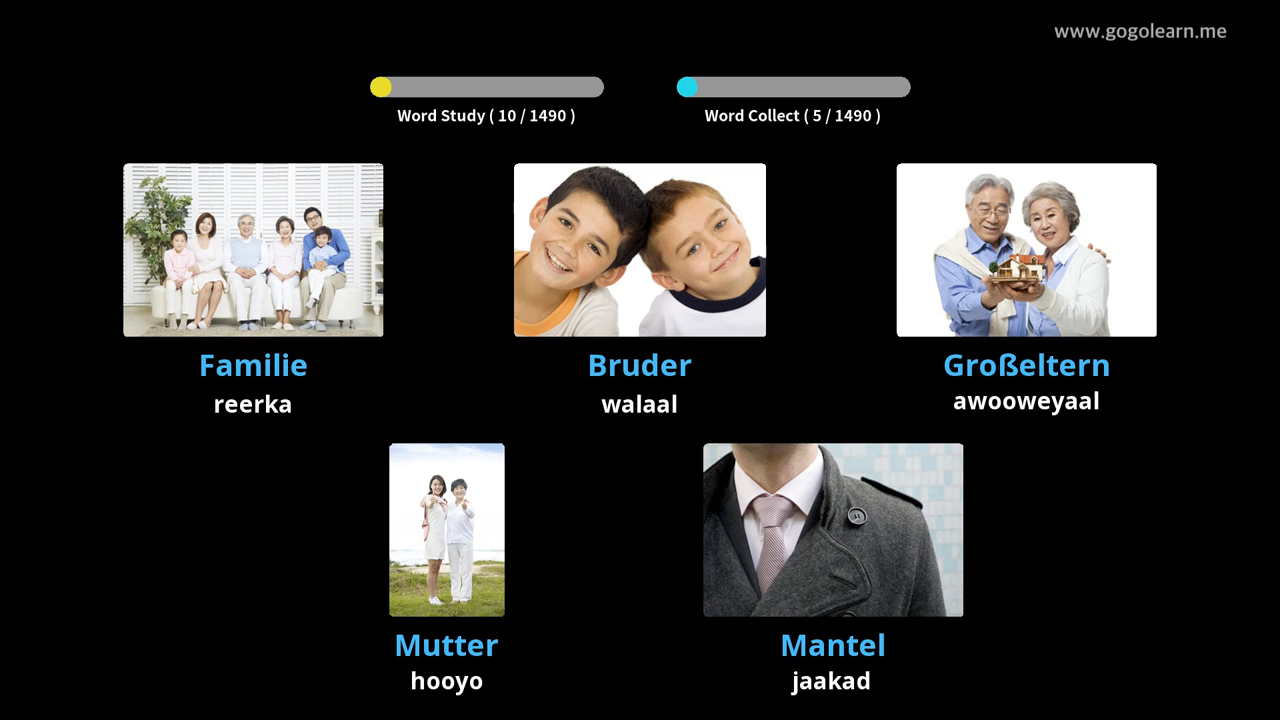 www.gogolearn.me
Word Study ( 10 / 1490 )
Word Collect ( 5 / 1490 )
Familie
reerka
Bruder
walaal
Großeltern
awooweyaal
Mutter
hooyo
Mantel
jaakad